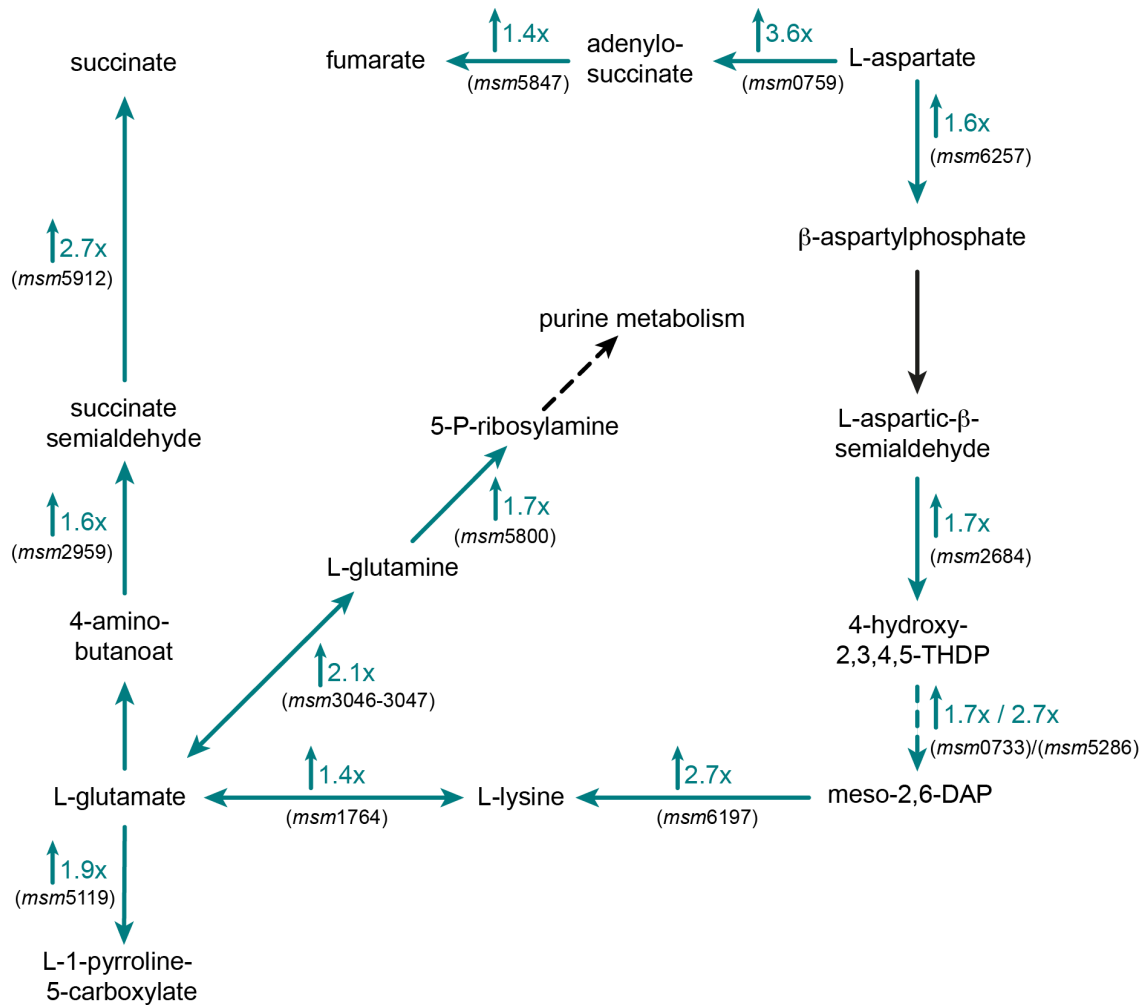 succinate
fumarate
1.4x
(msm5847)
adenylo-
succinate
3.6x
(msm0759)
L-aspartate
1.6x
(msm6257)
β-aspartylphosphate
2.7x
(msm5912)
purine metabolism
succinate
semialdehyde
5-P-ribosylamine
L-aspartic-β-
semialdehyde
1.6x
(msm2959)
1.7x
(msm5800)
1.7x
(msm2684)
L-glutamine
4-amino-
butanoat
4-hydroxy-
2,3,4,5-THDP
2.1x
(msm3046-3047)
1.7x / 2.7x
(msm0733)/(msm5286)
L-glutamate
1.4x
(msm1764)
L-lysine
2.7x
(msm6197)
meso-2,6-DAP
1.9x
(msm5119)
L-1-pyrroline-
5-carboxylate